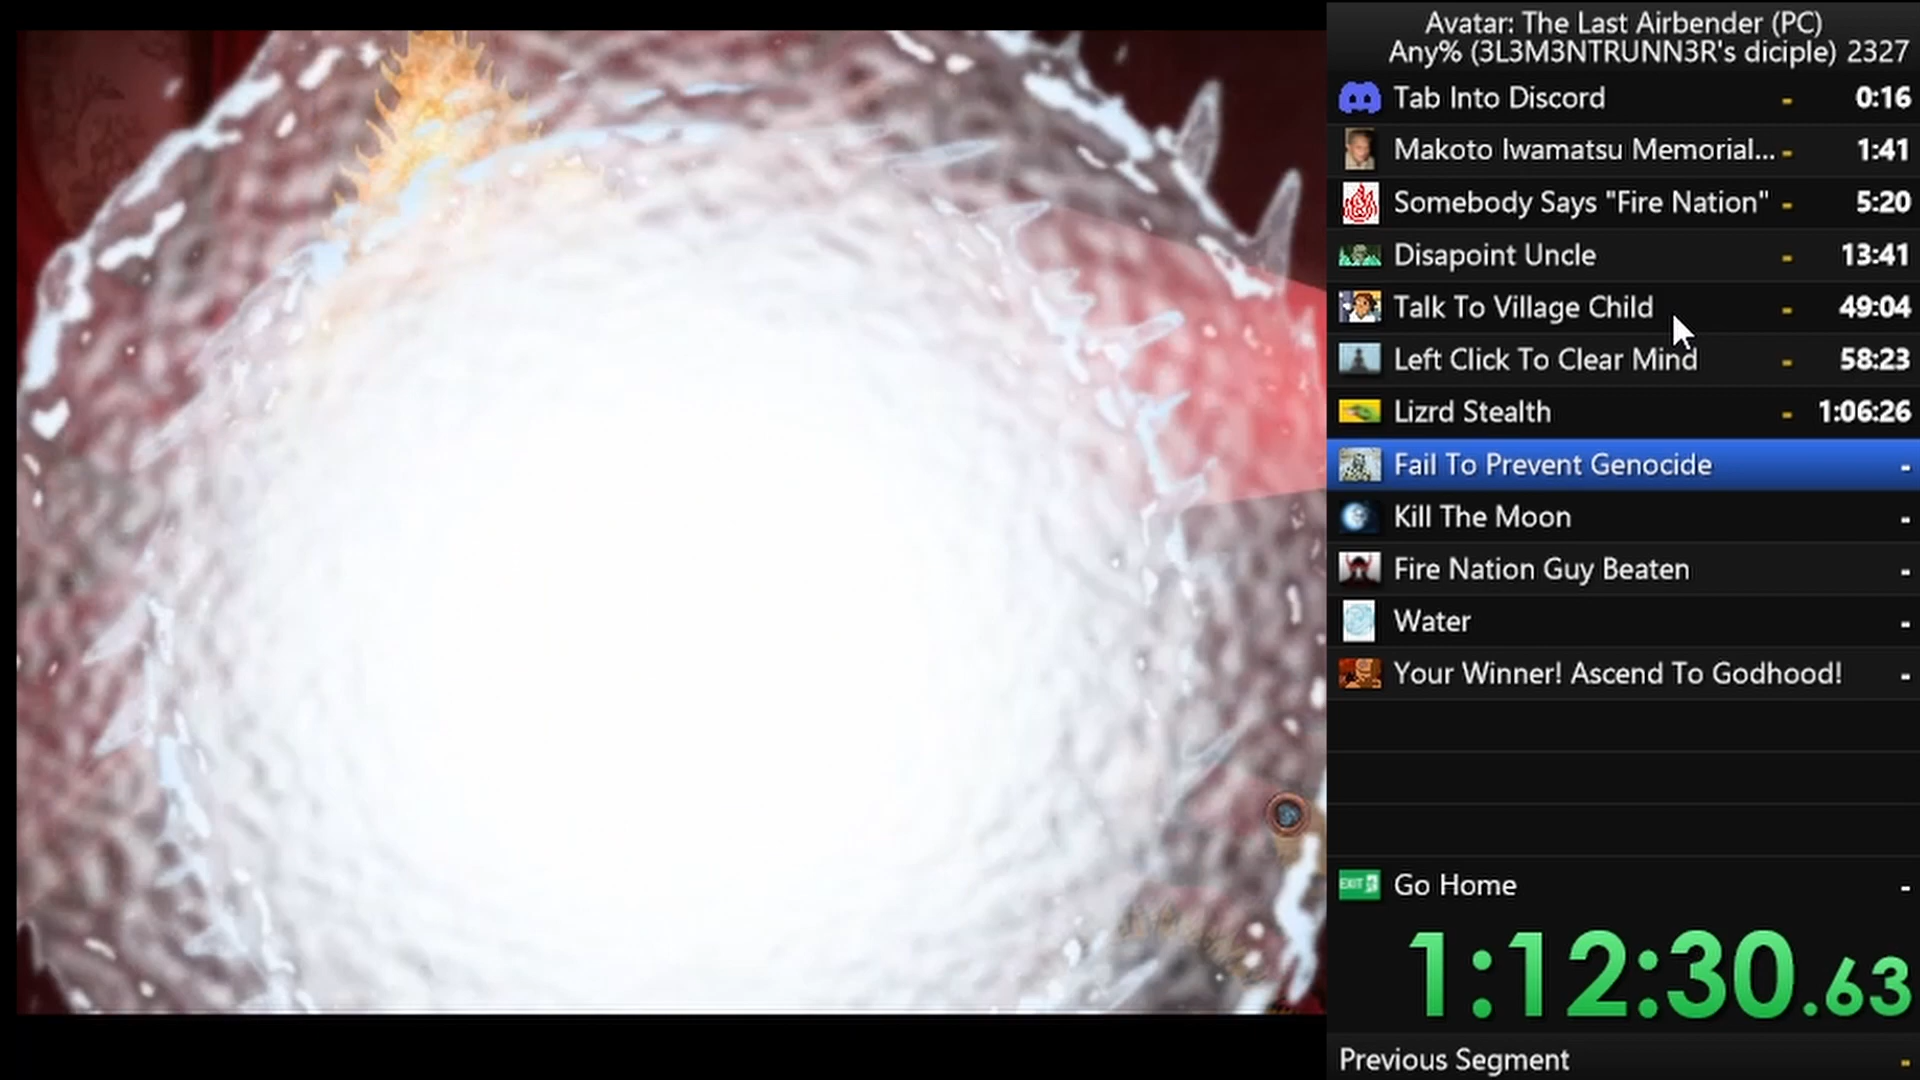 Avatar: The Last Airbender (PC)
Any% (3L3M3NTRUNN3R's diciple) 2327
Tab Into Discord - 0:16
Makoto Iwamatsu Memorial... - 1:41
Somebody Says "Fire Nation" - 5:20
Disapoint Uncle - 13:41
Talk To Village Child - 49:04
Left Click To Clear Mind - 58:23
Lizrd Stealth - 1:06:26
Fail To Prevent Genocide -
Kill The Moon -
Fire Nation Guy Beaten -
Water -
Your Winner! Ascend To Godhood! -
EXIT Go Home -
1:12:30.63
Previous Segment -